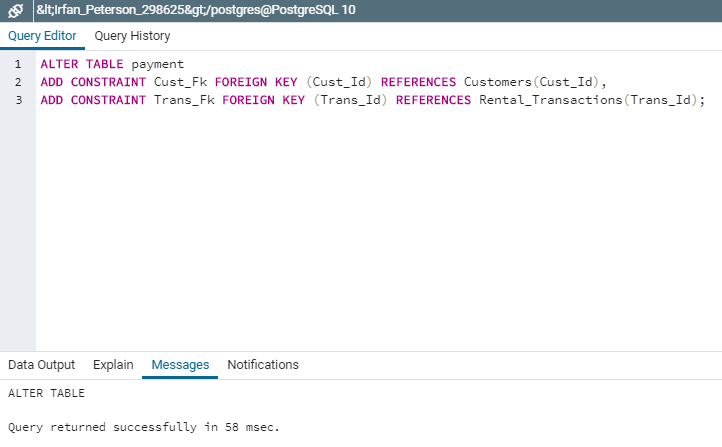 &lt;Irfan_Peterson_298625&gt;/postgres@PostgreSQL 10
Query Editor Query History
1 ALTER TABLE payment
2 ADD CONSTRAINT Cust_Fk FOREIGN KEY (Cust_Id) REFERENCES Customers(Cust_Id),
3 ADD CONSTRAINT Trans_Fk FOREIGN KEY (Trans_Id) REFERENCES Rental_Transactions(Trans_Id);
Data Output Explain Messages Notifications
ALTER TABLE
Query returned successfully in 58 msec.